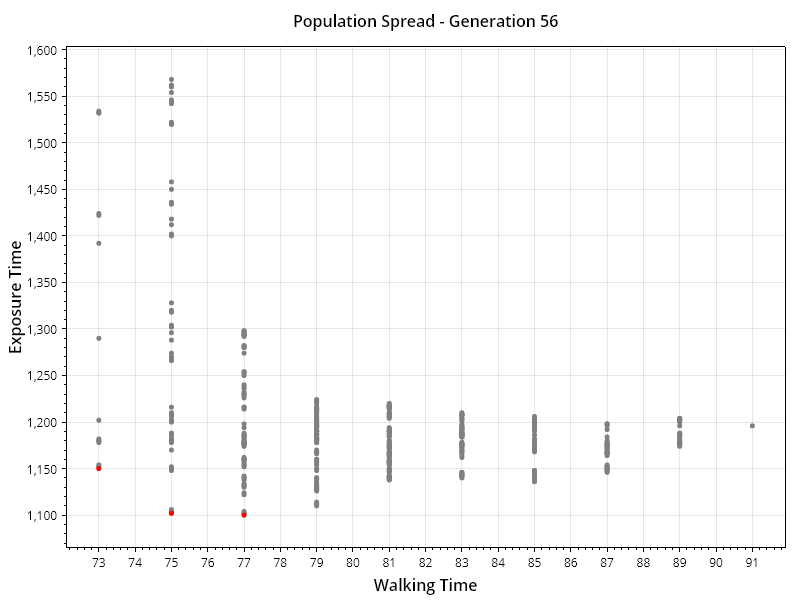 Population Spread - Generation 56
1,600
1,550
1,500
1,450
1,400
1,350
1,300
1,250
1,200
1,150
1,100
Exposure Time
73 74 75 76 77 78 79 80 81 82 83 84 85 86 87 88 89 90 91
Walking Time